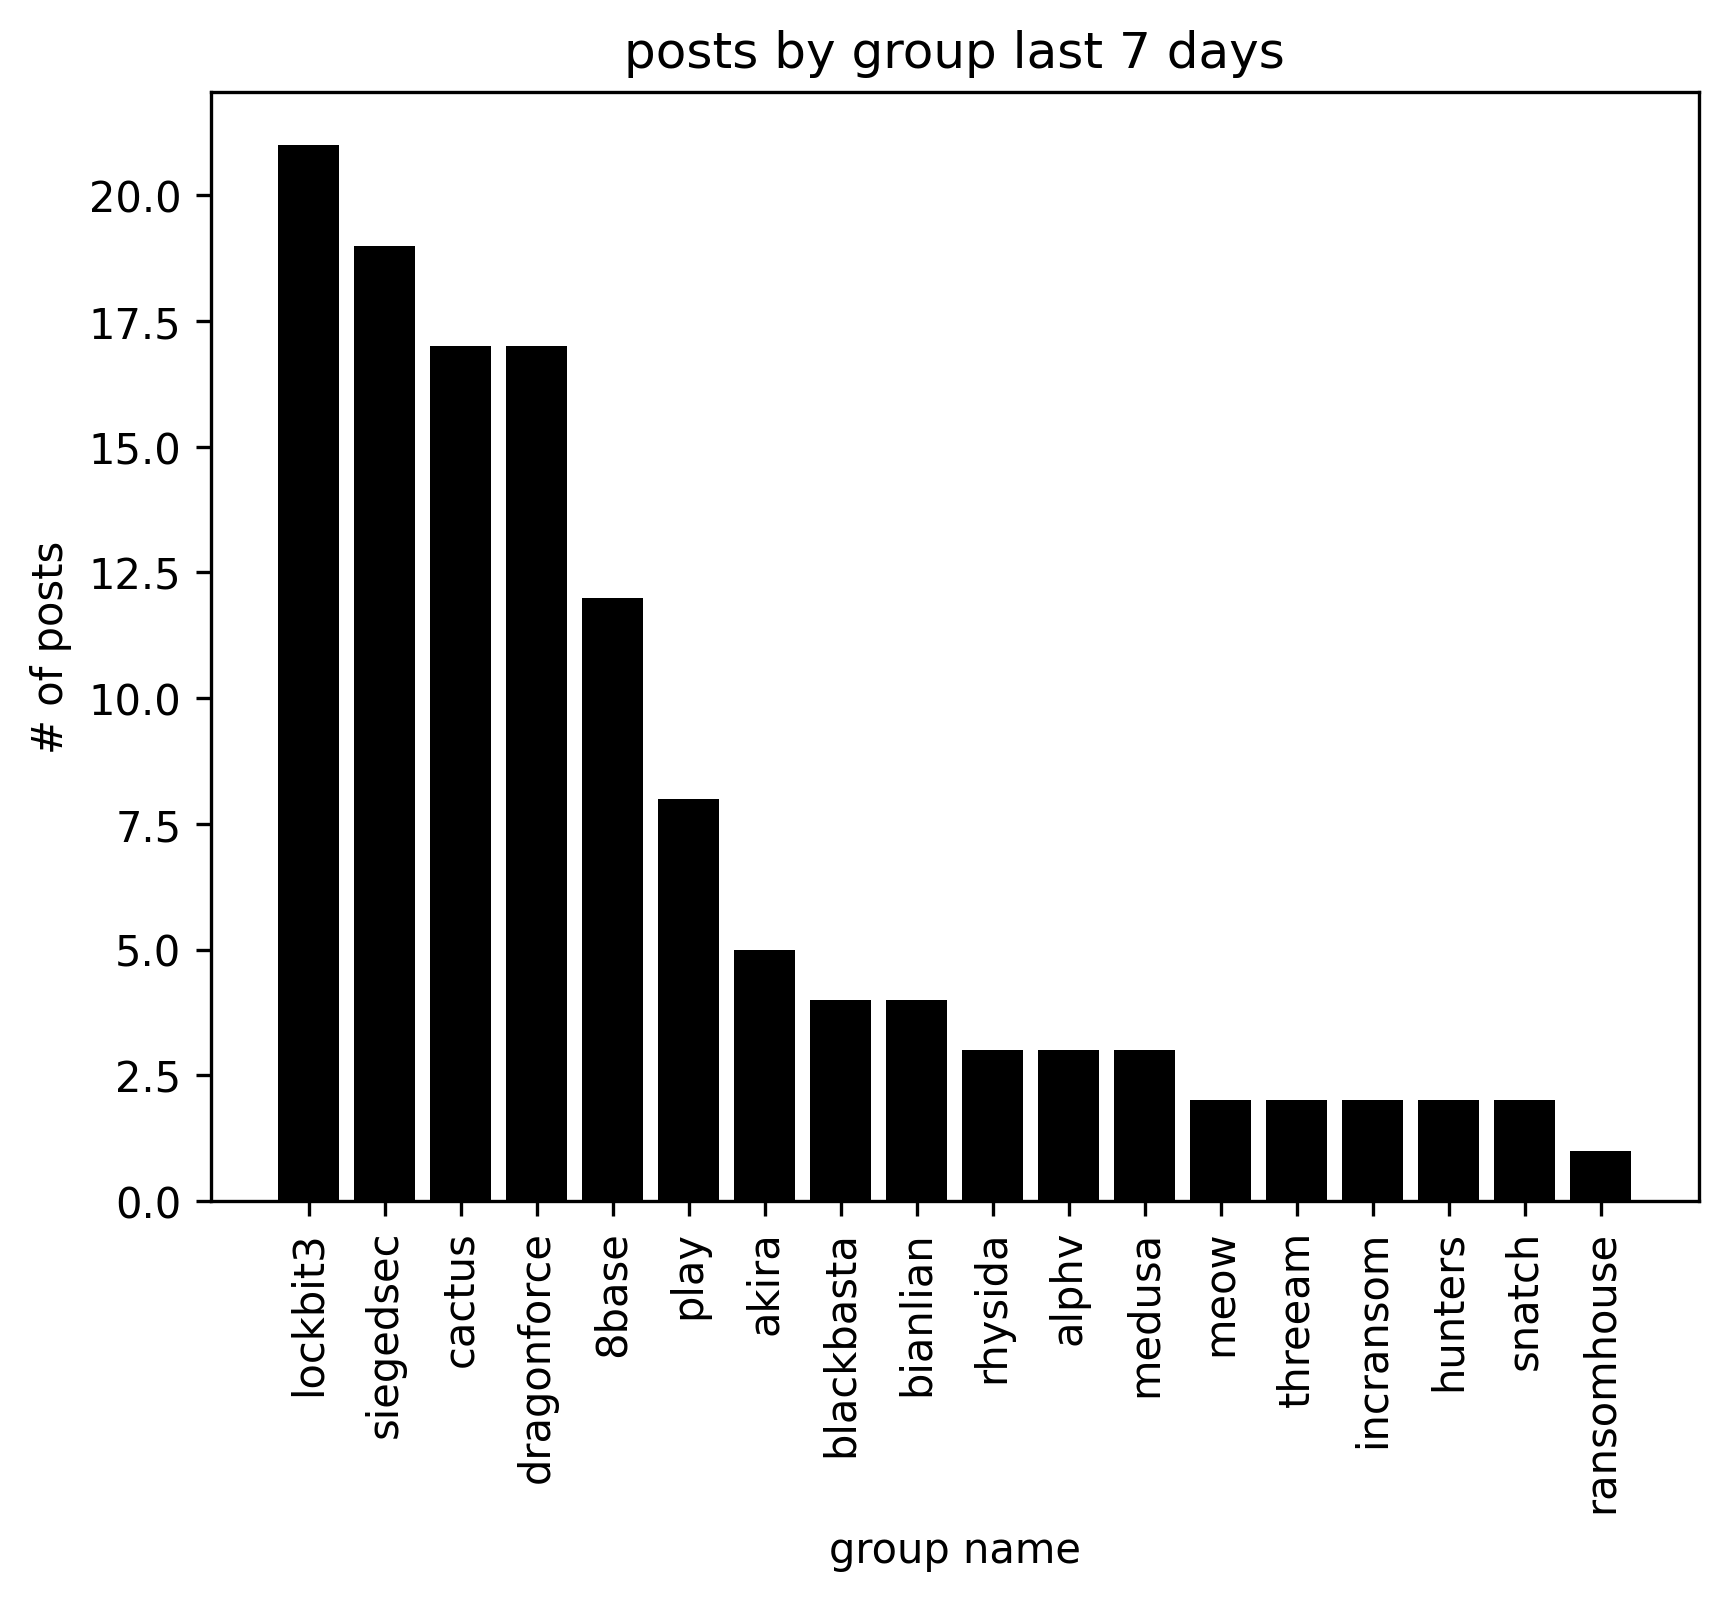 posts by group last 7 days
# of posts
20.0
17.5
15.0
12.5
10.0
7.5
5.0
2.5
0.0
lockbit3
siegedsec
cactus
dragonforce
8base
play
akira
blackbasta
bianlian
rhysida
alphv
medusa
meow
threeam
incransom
hunters
snatch
ransomhouse
group name